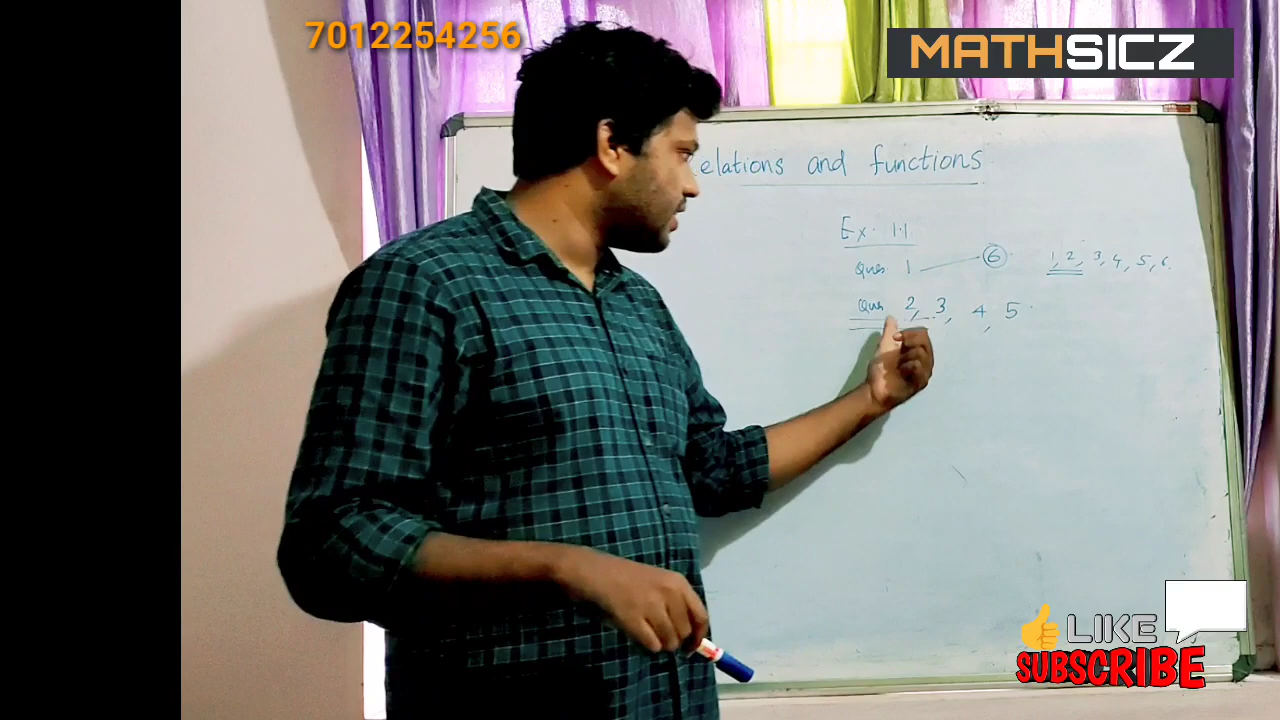 7012254256
MATHSICZ
elations and functions
Ex. 1.1
Ques 1 6 1, 2, 3, 4, 5, 6.
Ques 2, 3, 4, 5
LIKE
SUBSCRIBE